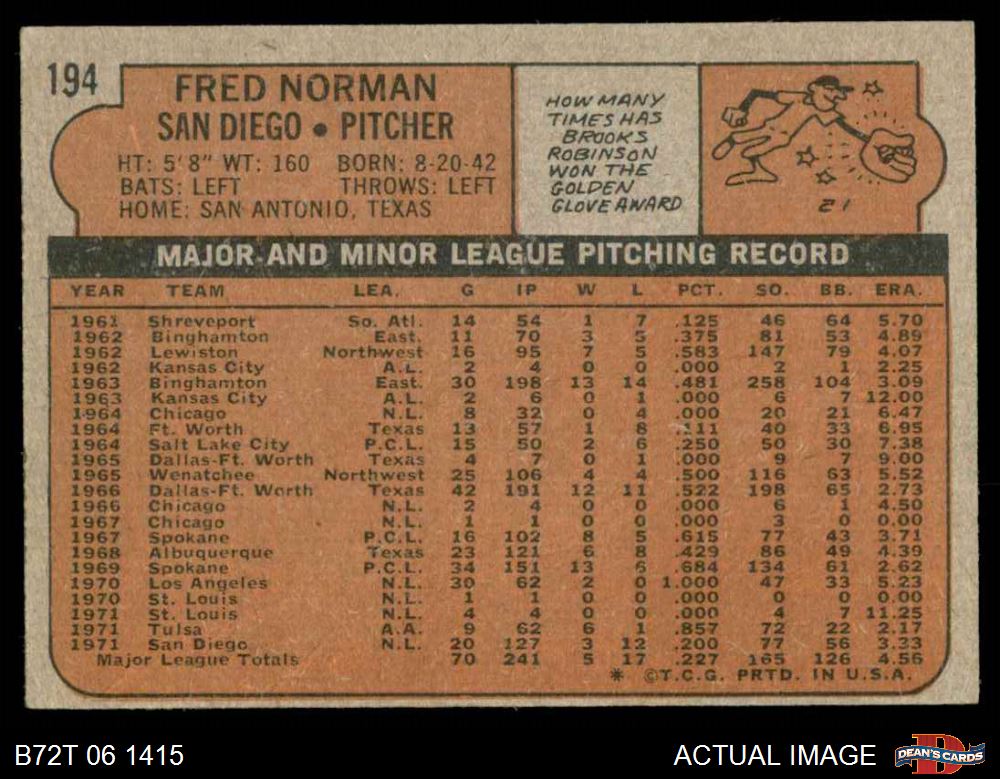 194
FRED NORMAN
SAN DIEGO • PITCHER
HT: 5'8" WT: 160 BORN: 8-20-42
BATS: LEFT THROWS: LEFT
HOME: SAN ANTONIO, TEXAS
HOW MANY
TIMES HAS
BROOKS
ROBINSON
WON THE
GOLDEN
GLOVE AWARD
21
MAJOR AND MINOR LEAGUE PITCHING RECORD
YEAR TEAM LEA. G IP W L PCT. SO. BB. ERA.
1961 Shreveport So. Atl. 14 54 1 7 .125 46 64 5.70
1962 Binghamton East. 11 70 3 5 .375 81 53 4.89
1962 Lewiston Northwest 16 95 7 5 .583 147 79 4.07
1962 Kansas City A.L. 2 4 0 0 .000 2 1 2.25
1963 Binghamton East. 30 198 13 14 .481 258 104 3.09
1963 Kansas City A.L. 2 6 0 1 .000 6 7 12.00
1964 Chicago N.L. 8 32 0 4 .000 20 21 6.47
1964 Ft. Worth Texas 13 57 1 8 .111 40 33 6.95
1964 Salt Lake City P.C.L. 15 50 2 6 .250 50 30 7.38
1965 Dallas-Ft. Worth Texas 4 7 0 1 .000 9 7 9.00
1965 Wenatchee Northwest 25 106 4 4 .500 116 63 5.52
1966 Dallas-Ft. Worth Texas 42 191 12 11 .522 198 65 2.73
1966 Chicago N.L. 2 4 0 0 .000 6 1 4.50
1967 Chicago N.L. 1 1 0 0 .000 3 0 0.00
1967 Spokane P.C.L. 16 102 8 5 .615 77 43 3.71
1968 Albuquerque Texas 23 121 6 8 .429 86 49 4.39
1969 Spokane P.C.L. 34 151 13 6 .684 134 61 2.62
1970 Los Angeles N.L. 30 62 2 0 1.000 47 33 5.23
1970 St. Louis N.L. 1 1 0 0 .000 0 0 0.00
1971 St. Louis N.L. 4 4 0 0 .000 4 7 11.25
1971 Tulsa A.A. 9 62 6 1 .857 72 22 2.17
1971 San Diego N.L. 20 127 3 12 .200 77 56 3.33
Major League Totals 70 241 5 17 .227 165 126 4.56
* ©T.C.G. PRTD. IN U.S.A.
B72T 06 1415
ACTUAL IMAGE
DEAN'S CARDS